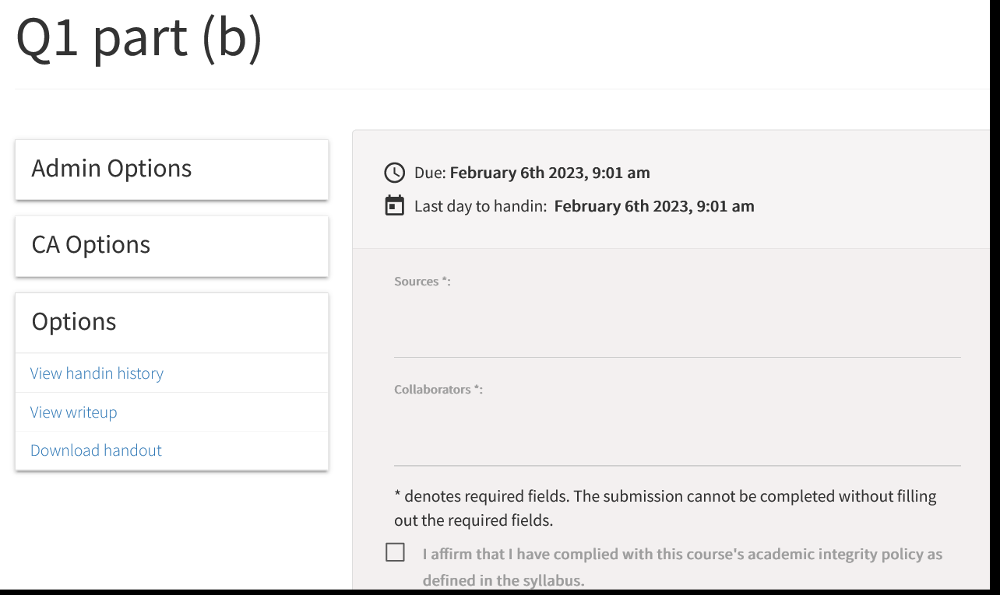 Q1 part (b)
Admin Options
CA Options
Options
View handin history
View writeup
Download handout
Due: February 6th 2023, 9:01 am
Last day to handin: February 6th 2023, 9:01 am
Sources *:
Collaborators *:
* denotes required fields. The submission cannot be completed without filling
out the required fields.
I affirm that I have complied with this course's academic integrity policy as
defined in the syllabus.